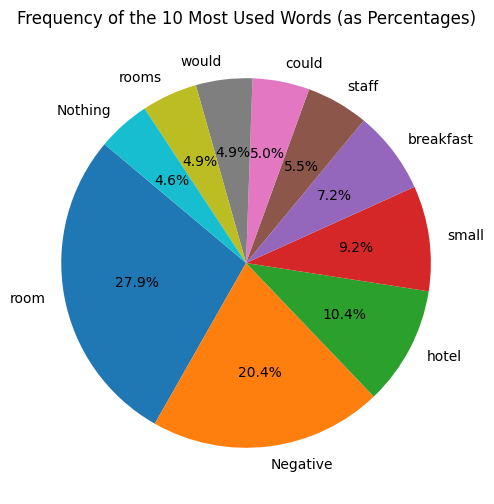 Frequency of the 10 Most Used Words (as Percentages)
room
27.9%
Negative
20.4%
hotel
10.4%
small
9.2%
breakfast
7.2%
staff
5.5%
could
5.0%
would
4.9%
rooms
4.9%
Nothing
4.6%